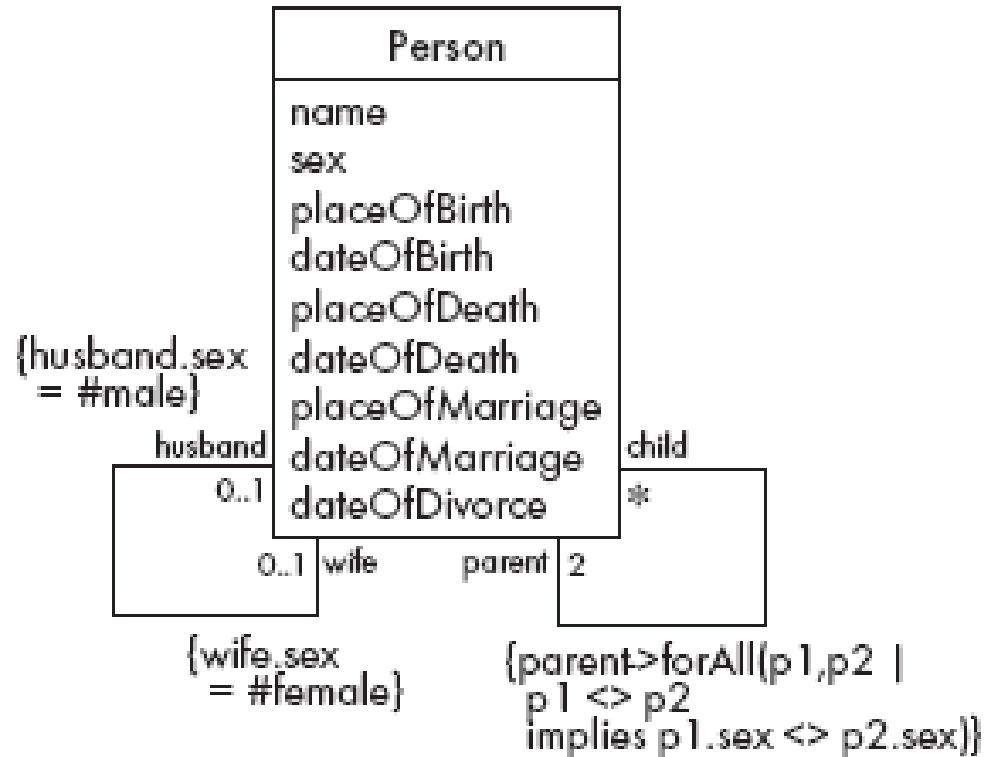 Person
name
sex
placeOfBirth
dateOfBirth
placeOfDeath
dateOfDeath
placeOfMarriage
dateOfMarriage
dateOfDivorce
{husband.sex
= #male}
husband
0..1
0..1 wife
{wife.sex
= #female}
child
*
parent 2
{parent->forAll(p1,p2 |
p1 <> p2
implies p1.sex <> p2.sex)}